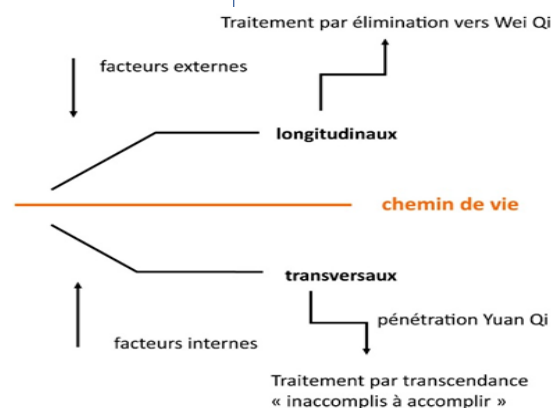 Traitement par élimination vers Wei Qi
facteurs externes
longitudinaux
chemin de vie
transversaux
pénétration Yuan Qi
facteurs internes
Traitement par transcendance
« inaccomplis à accomplir »